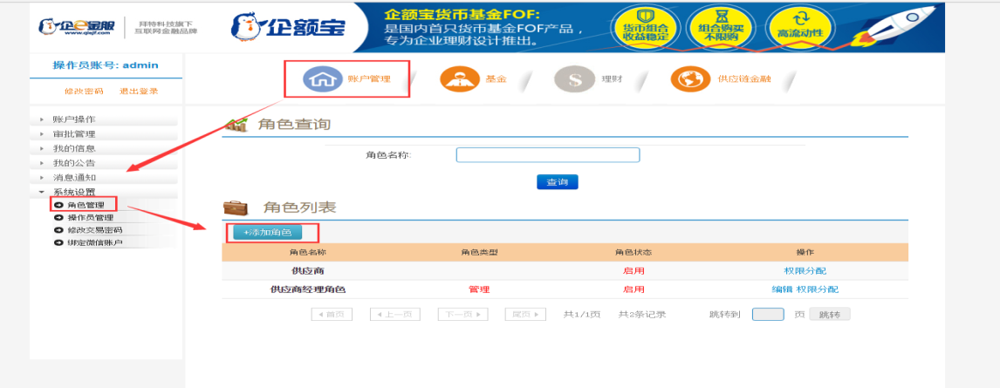 企e金服
www.qiejf.com
拜特科技旗下
互联网金融品牌
企额宝
企额宝货币基金FOF:
是国内首只货币基金FOF产品，
专为企业理财设计推出。
货币组合
收益稳定
组合购买
不限购
高流动性
操作员账号: admin
修改密码 退出登录
账户管理
基金
S
理财
供应链金融
账户操作
审批管理
我的信息
我的公告
消息通知
系统设置
角色管理
操作员管理
修改交易密码
绑定微信账户
角色查询
角色名称:
查询
角色列表
+添加角色
角色名称 角色类型 角色状态 操作
供应商 启用 权限分配
供应商经理角色 管理 启用 编辑 权限分配
首页 上一页 下一页 尾页 共1/1页 共2条记录 跳转到 页 跳转